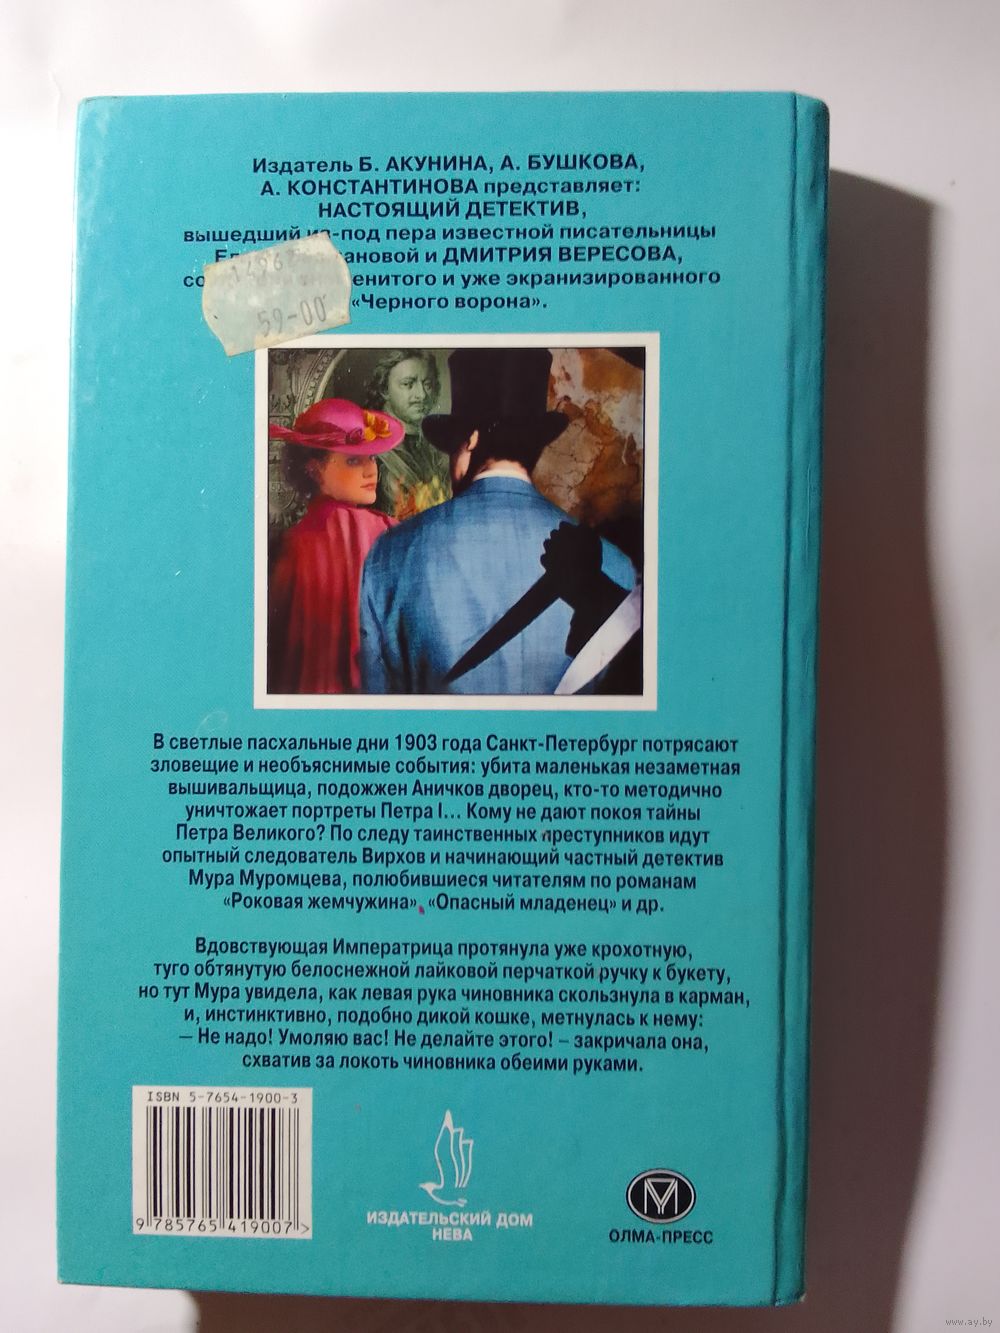 Издатель Б. АКУНИНА, А. БУШКОВА,
А. КОНСТАНТИНОВА представляет:
НАСТОЯЩИЙ ДЕТЕКТИВ,
вышедший из-под пера известной писательницы
и ДМИТРИЯ ВЕРЕСОВА,
и уже экранизированного
«Черного ворона».
59-00
В светлые пасхальные дни 1903 года Санкт-Петербург потрясают
зловещие и необъяснимые события: убита маленькая незаметная
вышивальщица, подожжен Аничков дворец, кто-то методично
уничтожает портреты Петра I... Кому не дают покоя тайны
Петра Великого? По следу таинственных преступников идут
опытный следователь Вирхов и начинающий частный детектив
Мура Муромцева, полюбившиеся читателям по романам
«Роковая жемчужина», «Опасный младенец» и др.
Вдовствующая Императрица протянула уже крохотную,
туго обтянутую белоснежной лайковой перчаткой ручку к букету,
но тут Мура увидела, как левая рука чиновника скользнула в карман,
и, инстинктивно, подобно дикой кошке, метнулась к нему:
– Не надо! Умоляю вас! Не делайте этого! – закричала она,
схватив за локоть чиновника обеими руками.
ISBN 5-7654-1900-3
9 785765 419007 >
ИЗДАТЕЛЬСКИЙ ДОМ
НЕВА
ОЛМА-ПРЕСС
www.ay.by